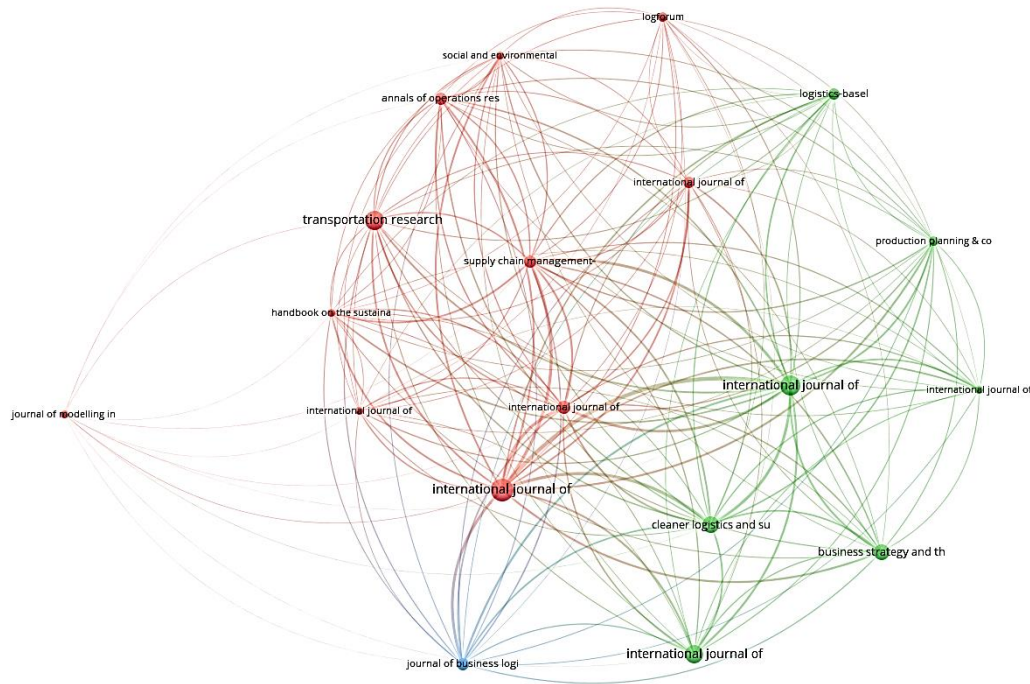 logforum
social and environmental
logistics-basel
annals of operations res
international journal of
transportation research
production planning & co
supply chain management-
handbook on the sustaina
international journal of
international journal of
journal of modelling in
international journal of
international journal of
international journal of
cleaner logistics and su
business strategy and th
international journal of
journal of business logi